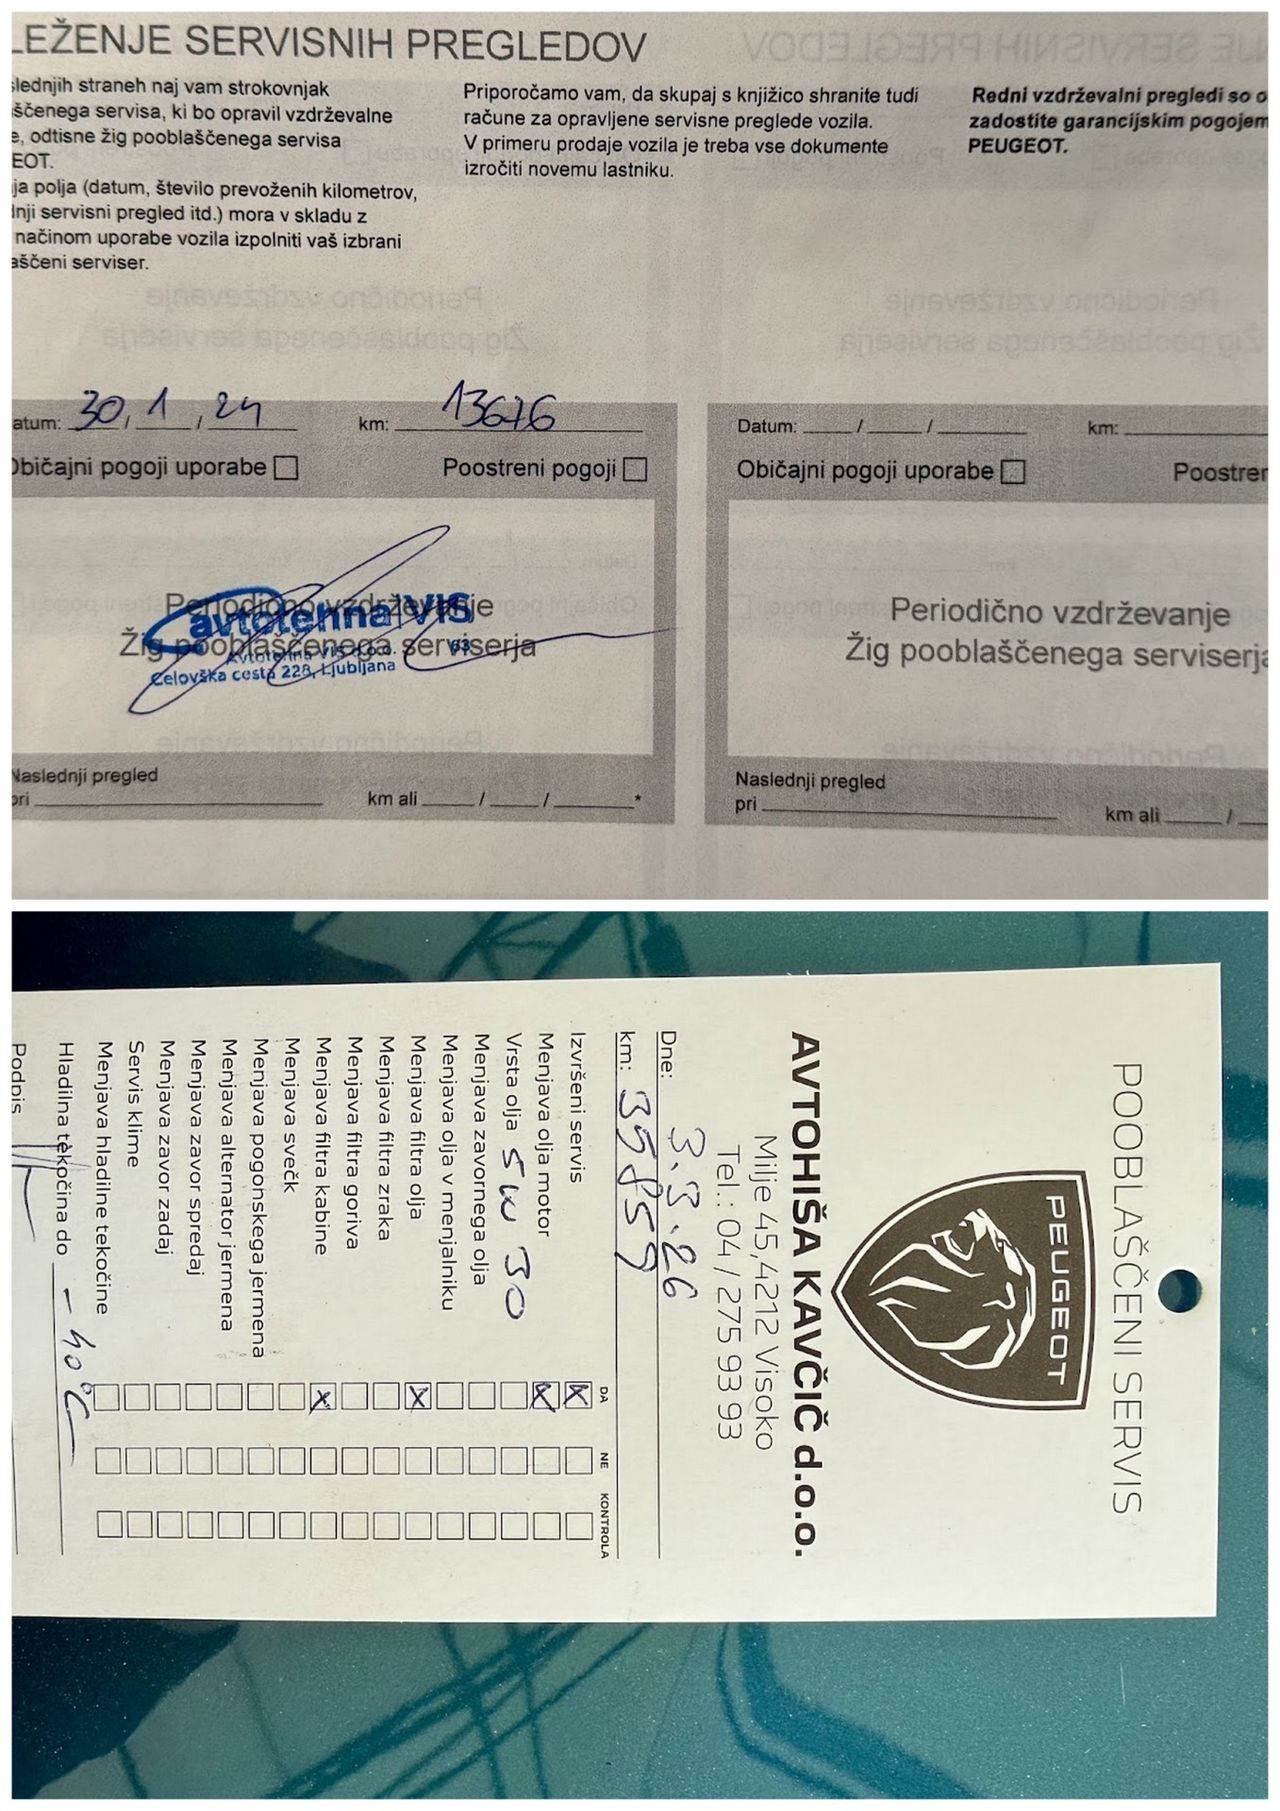 LEŽENJE SERVISNIH PREGLEDOV
slednjih straneh naj vam strokovnjak
ščenega servisa, ki bo opravil vzdrževalne
e, odtisne žig pooblaščenega servisa
EOT.
ja polja (datum, število prevoženih kilometrov,
dnji servisni pregled itd.) mora v skladu z
načinom uporabe vozila izpolniti vaš izbrani
aščeni serviser.
Priporočamo vam, da skupaj s knjižico shranite tudi
račune za opravljene servisne preglede vozila.
V primeru prodaje vozila je treba vse dokumente
izročiti novemu lastniku.
Redni vzdrževalni pregledi so o
zadostite garancijskim pogojem
PEUGEOT.
atum: 30, 1, 24 km: 13676
Običajni pogoji uporabe Poostreni pogoji
Periodično vzdrževanje
Žig pooblaščenega serviserja
avtotehna VIS
Avtotehna VIS d.o.o. 63
Celovška cesta 228, Ljubljana
Naslednji pregled
pri km ali / / *
Datum: / / km:
Običajni pogoji uporabe Poostren
Periodično vzdrževanje
Žig pooblaščenega serviserja
Naslednji pregled
pri km ali /
POOBLAŠČENI SERVIS
PEUGEOT
AVTOHIŠA KAVČIČ d.o.o.
Milje 45, 4212 Visoko
Tel.: 04 / 275 93 93
Dne: 3.3.26
km: 35859
DA NE KONTROLA
Izvršeni servis X
Menjava olja motor X
Vrsta olja 5W 30
Menjava zavornega olja
Menjava olja v menjalniku
Menjava filtra olja X
Menjava filtra zraka
Menjava filtra goriva
Menjava filtra kabine X
Menjava svečk
Menjava pogonskega jermena
Menjava alternator jermena
Menjava zavor spredaj
Menjava zavor zadaj
Servis klime
Menjava hladilne tekočine
Hladilna tekočina do -40°C
Podpis